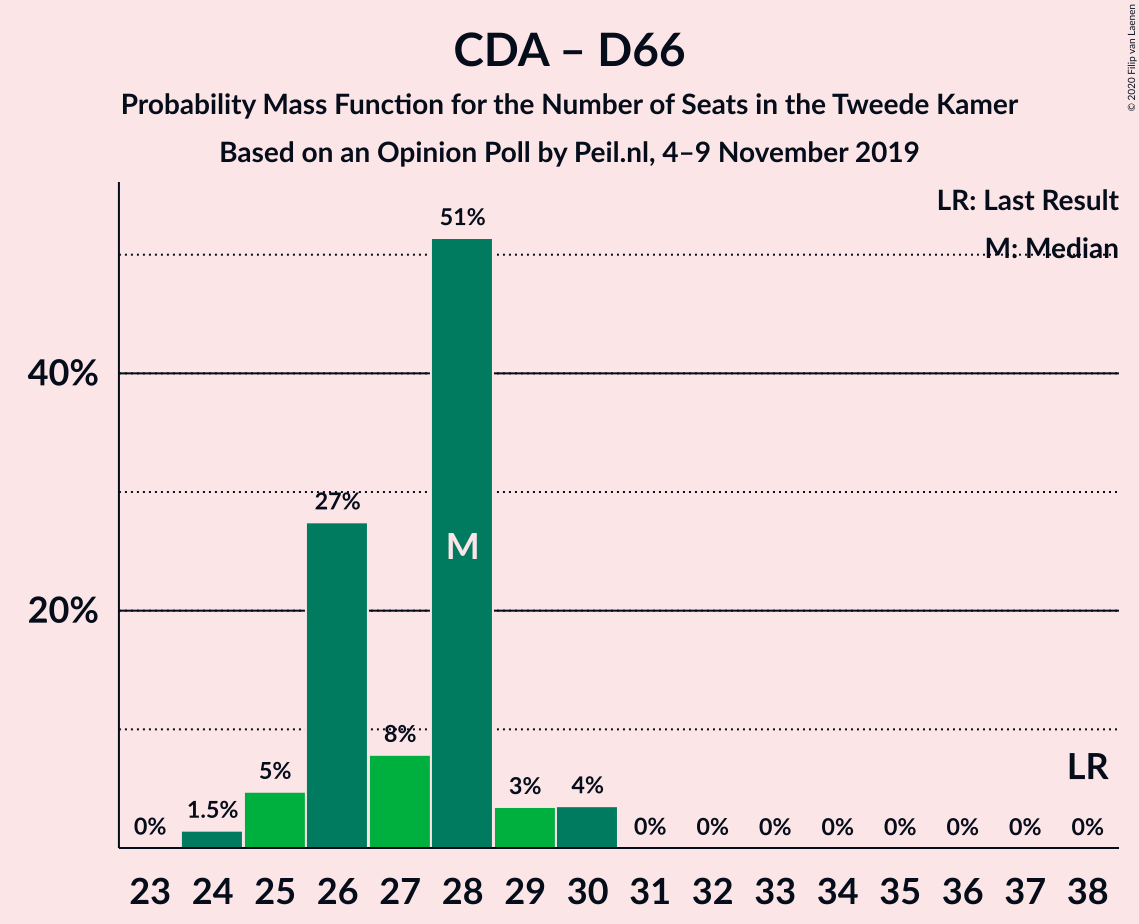 CDA – D66
Probability Mass Function for the Number of Seats in the Tweede Kamer
Based on an Opinion Poll by Peil.nl, 4–9 November 2019
© 2020 Filip van Laenen
LR: Last Result
M: Median
40%
20%
0%
1.5%
5%
27%
8%
51%
M
3%
4%
0%
0%
0%
0%
0%
0%
0%
0%
LR
23 24 25 26 27 28 29 30 31 32 33 34 35 36 37 38